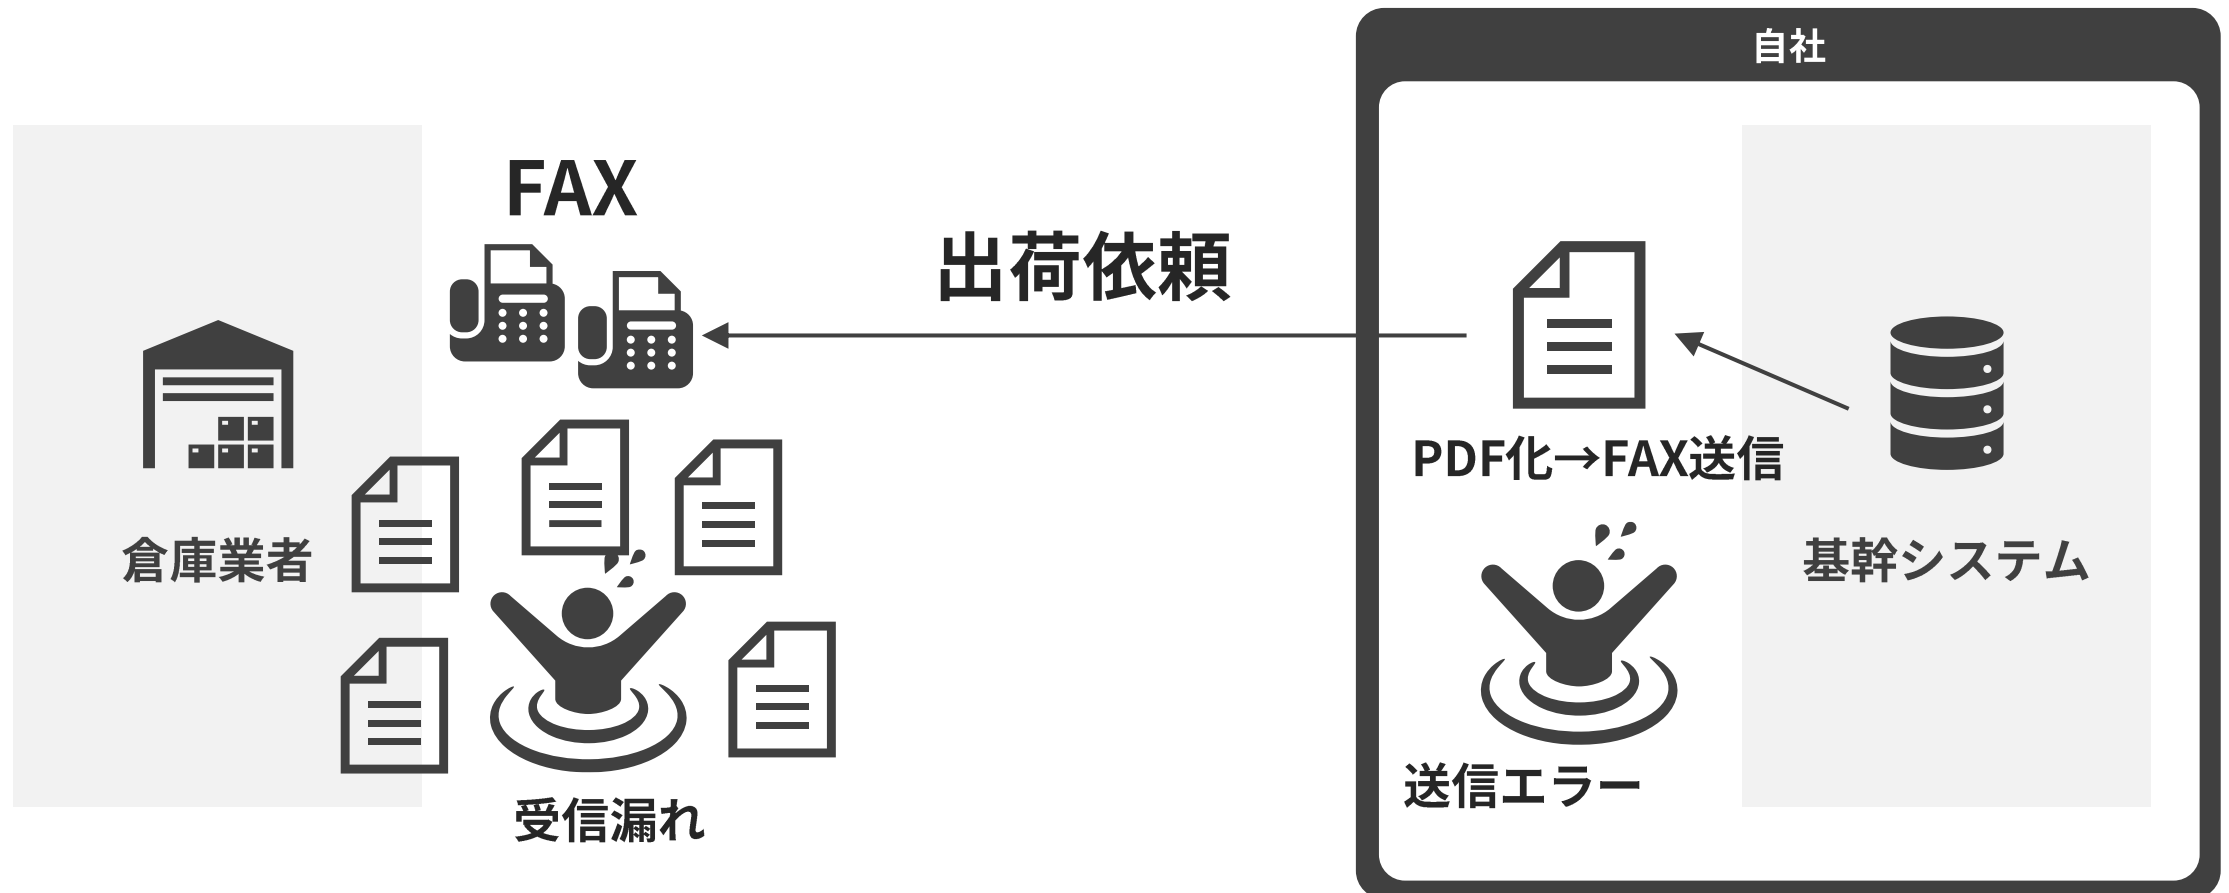 自社
FAX
出荷依頼
PDF化→FAX送信
倉庫業者
基幹システム
送信エラー
受信漏れ